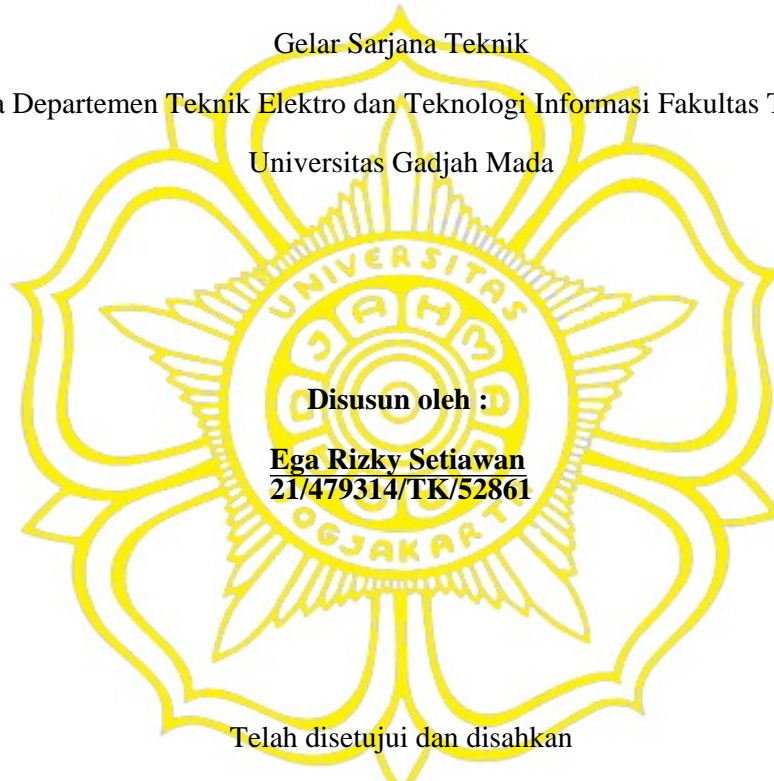 Gelar Sarjana Teknik
Departemen Teknik Elektro dan Teknologi Informasi Fakultas
Universitas Gadjah Mada
UNIVERSITAS
Disusun oleh :
Ega Rizky Setiawan
21/479314/TK/52861
Telah disetujui dan disahkan